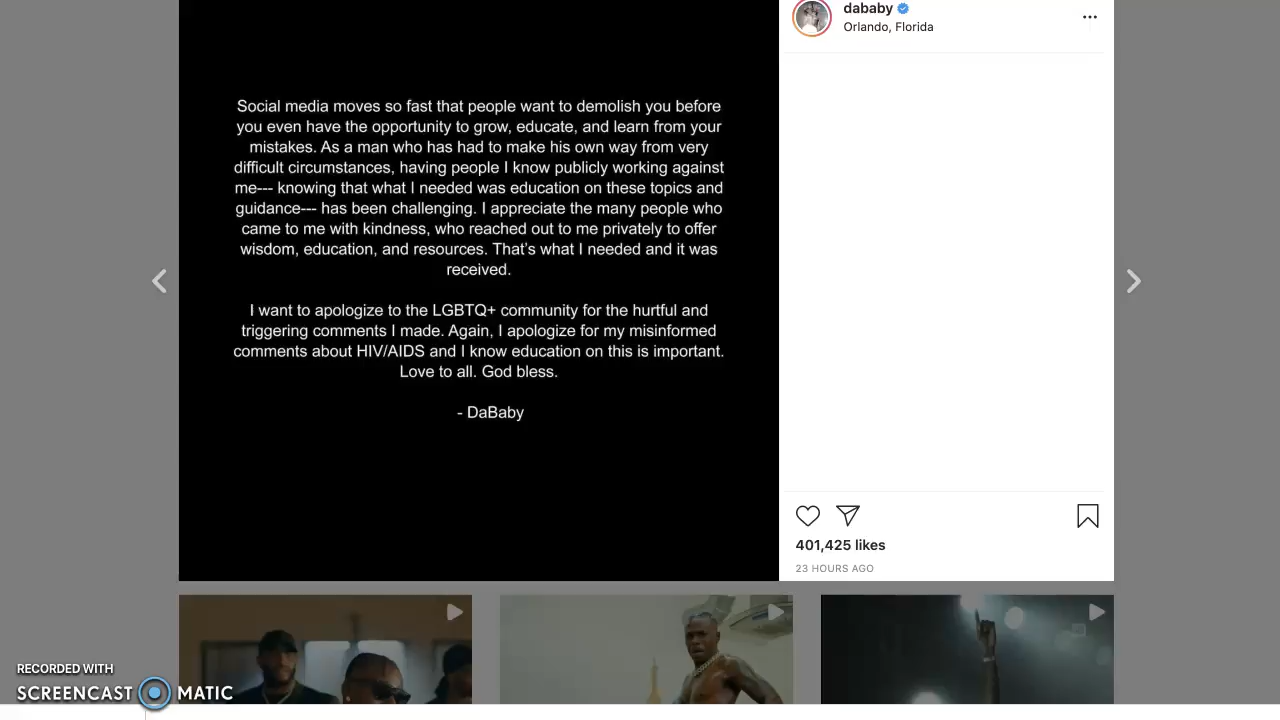 dababy
Orlando, Florida
Social media moves so fast that people want to demolish you before
you even have the opportunity to grow, educate, and learn from your
mistakes. As a man who has had to make his own way from very
difficult circumstances, having people I know publicly working against
me--- knowing that what I needed was education on these topics and
guidance--- has been challenging. I appreciate the many people who
came to me with kindness, who reached out to me privately to offer
wisdom, education, and resources. That's what I needed and it was
received.
I want to apologize to the LGBTQ+ community for the hurtful and
triggering comments I made. Again, I apologize for my misinformed
comments about HIV/AIDS and I know education on this is important.
Love to all. God bless.
- DaBaby
401,425 likes
23 HOURS AGO
RECORDED WITH
SCREENCAST MATIC